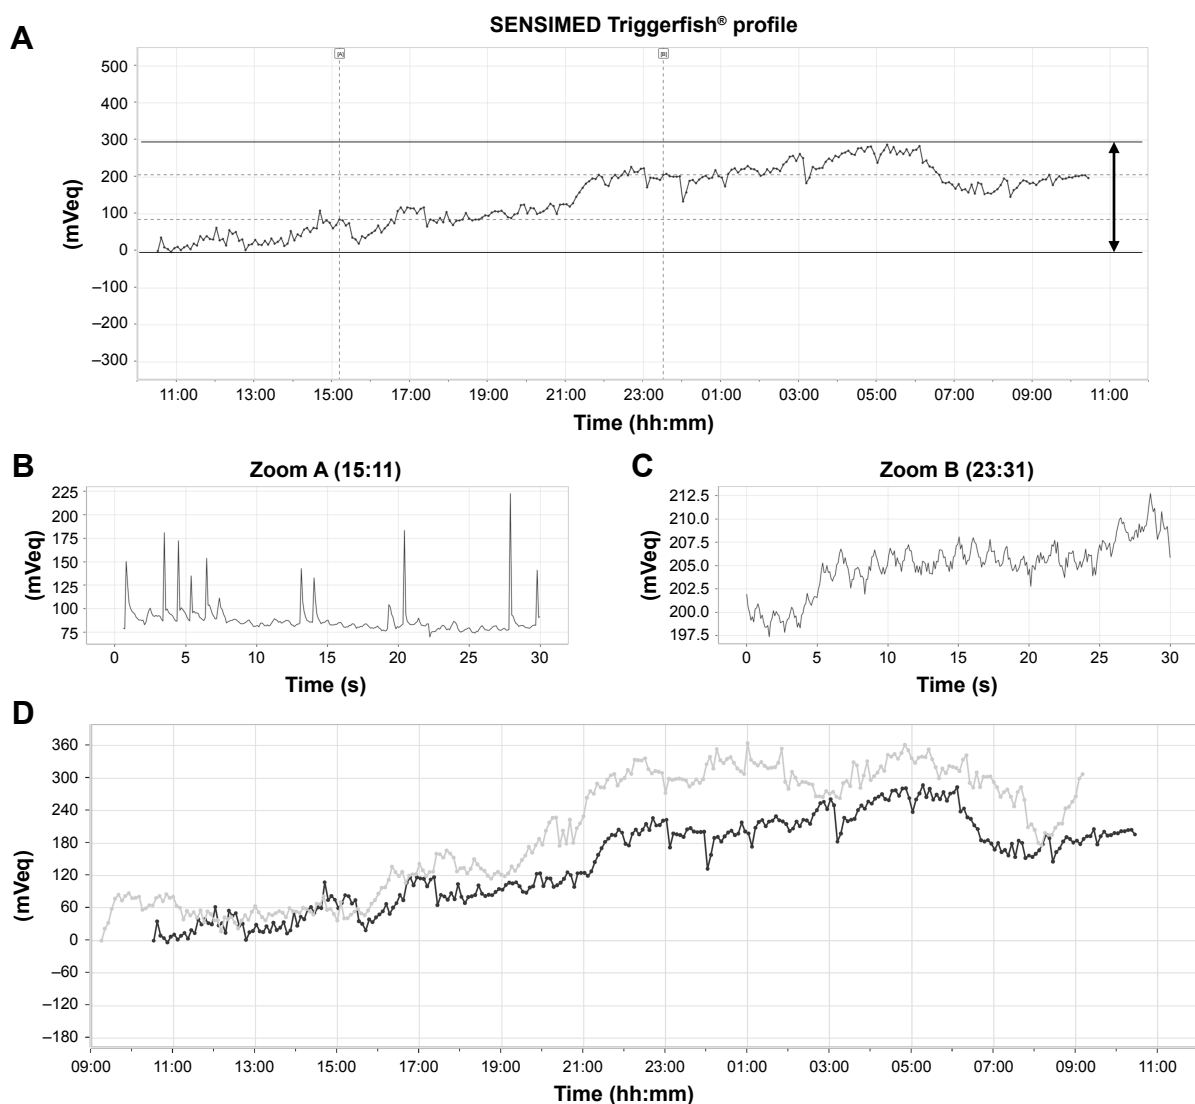 A
SENSIMED Triggerfish® profile
[A]
[B]
500
400
300
200
100
0
–100
–200
–300
(mVeq)
11:00 13:00 15:00 17:00 19:00 21:00 23:00 01:00 03:00 05:00 07:00 09:00 11:00
Time (hh:mm)
B
Zoom A (15:11)
225
200
175
150
125
100
75
(mVeq)
0 5 10 15 20 25 30
Time (s)
C
Zoom B (23:31)
212.5
210.0
207.5
205.0
202.5
200.0
197.5
(mVeq)
0 5 10 15 20 25 30
Time (s)
D
360
300
240
180
120
60
0
–60
–120
–180
(mVeq)
09:00 11:00 13:00 15:00 17:00 19:00 21:00 23:00 01:00 03:00 05:00 07:00 09:00 11:00
Time (hh:mm)